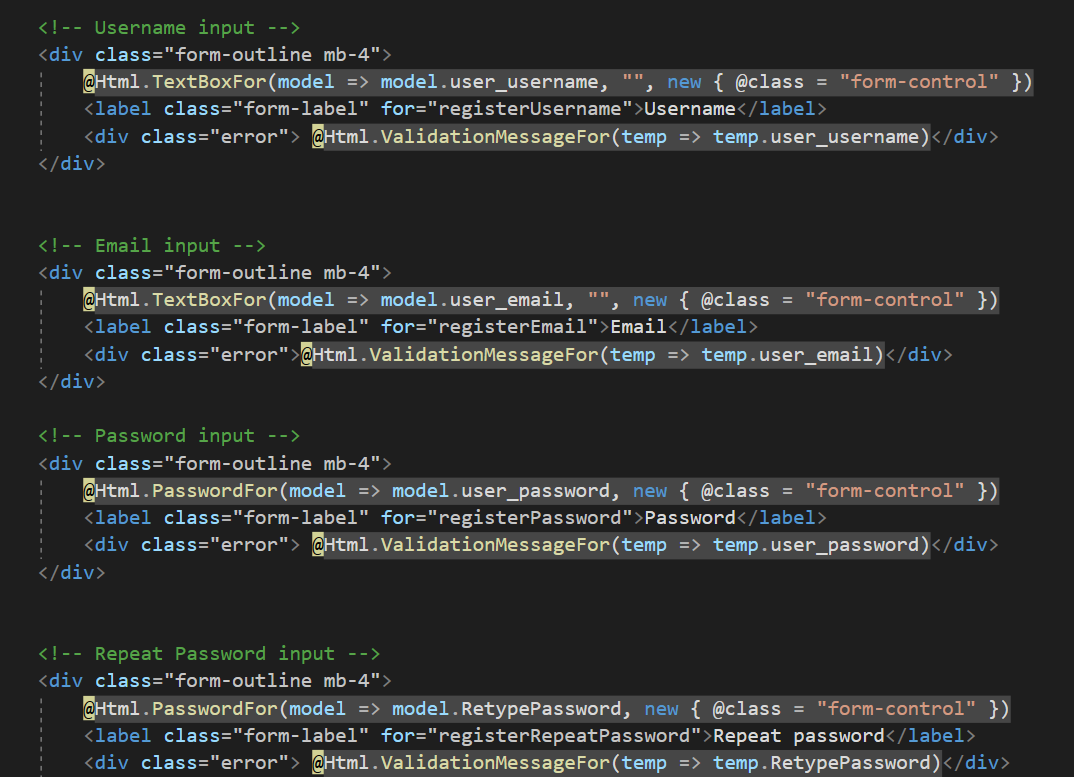 <!-- Username input -->
<div class="form-outline mb-4">
@Html.TextBoxFor(model => model.user_username, "", new { @class = "form-control" })
<label class="form-label" for="registerUsername">Username</label>
<div class="error"> @Html.ValidationMessageFor(temp => temp.user_username)</div>
</div>
<!-- Email input -->
<div class="form-outline mb-4">
@Html.TextBoxFor(model => model.user_email, "", new { @class = "form-control" })
<label class="form-label" for="registerEmail">Email</label>
<div class="error">@Html.ValidationMessageFor(temp => temp.user_email)</div>
</div>
<!-- Password input -->
<div class="form-outline mb-4">
@Html.PasswordFor(model => model.user_password, new { @class = "form-control" })
<label class="form-label" for="registerPassword">Password</label>
<div class="error"> @Html.ValidationMessageFor(temp => temp.user_password)</div>
</div>
<!-- Repeat Password input -->
<div class="form-outline mb-4">
@Html.PasswordFor(model => model.RetypePassword, new { @class = "form-control" })
<label class="form-label" for="registerRepeatPassword">Repeat password</label>
<div class="error"> @Html.ValidationMessageFor(temp => temp.RetypePassword)</div>